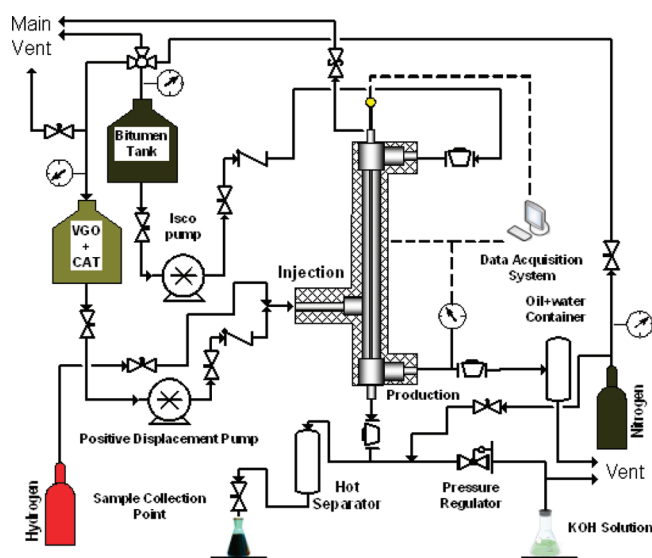 Main
Vent
Bitumen
Tank
VGO
+
CAT
Isco
pump
Injection
Data Acquisition
System
Oil+water
Container
Production
Positive Displacement Pump
Hydrogen
Sample Collection
Point
Hot
Separator
Pressure
Regulator
Nitrogen
Vent
KOH Solution